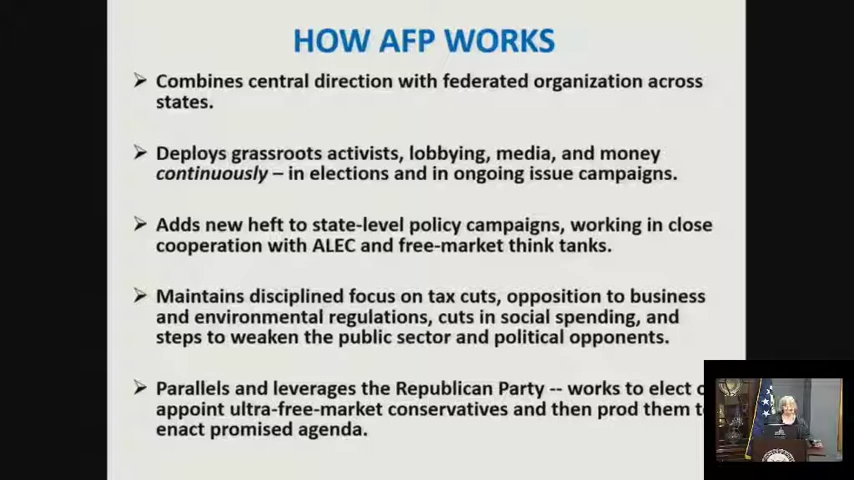 HOW AFP WORKS
Combines central direction with federated organization across
states.
Deploys grassroots activists, lobbying, media, and money
continuously – in elections and in ongoing issue campaigns.
Adds new heft to state-level policy campaigns, working in close
cooperation with ALEC and free-market think tanks.
Maintains disciplined focus on tax cuts, opposition to business
and environmental regulations, cuts in social spending, and
steps to weaken the public sector and political opponents.
Parallels and leverages the Republican Party -- works to elect
appoint ultra-free-market conservatives and then prod them
enact promised agenda.